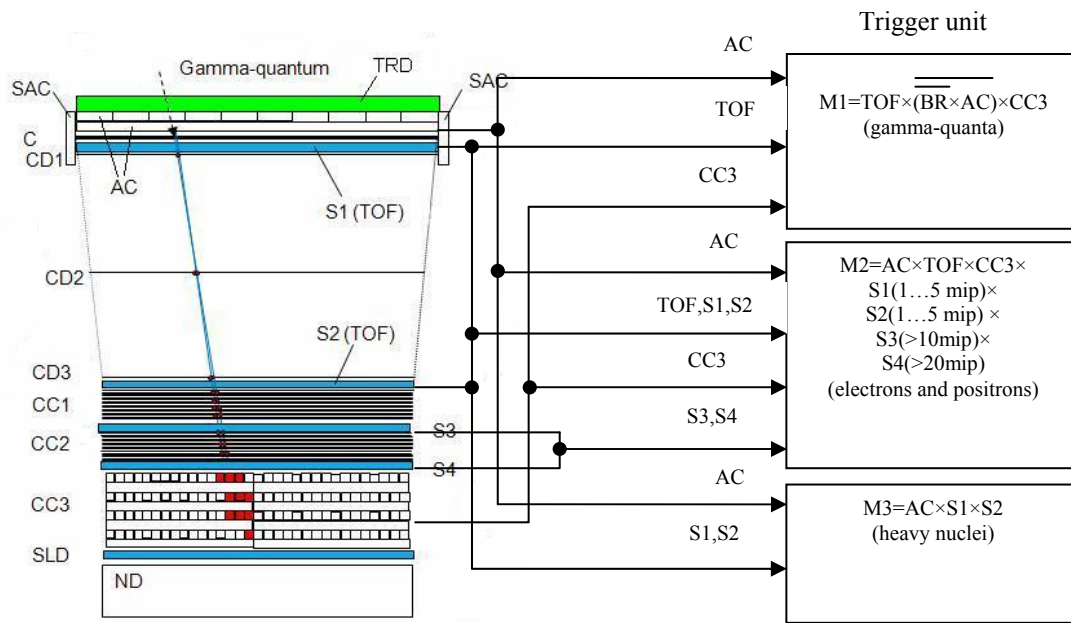 Trigger unit
Gamma-quantum
TRD
SAC
SAC
C
CD1
AC
S1 (TOF)
CD2
S2 (TOF)
CD3
CC1
CC2
S3
S4
CC3
SLD
ND
AC
TOF
CC3
M1=TOF×(BR×AC)×CC3
(gamma-quanta)
AC
TOF,S1,S2
CC3
S3,S4
M2=AC×TOF×CC3×
S1(1…5 mip)×
S2(1…5 mip) ×
S3(>10mip)×
S4(>20mip)
(electrons and positrons)
AC
S1,S2
M3=AC×S1×S2
(heavy nuclei)